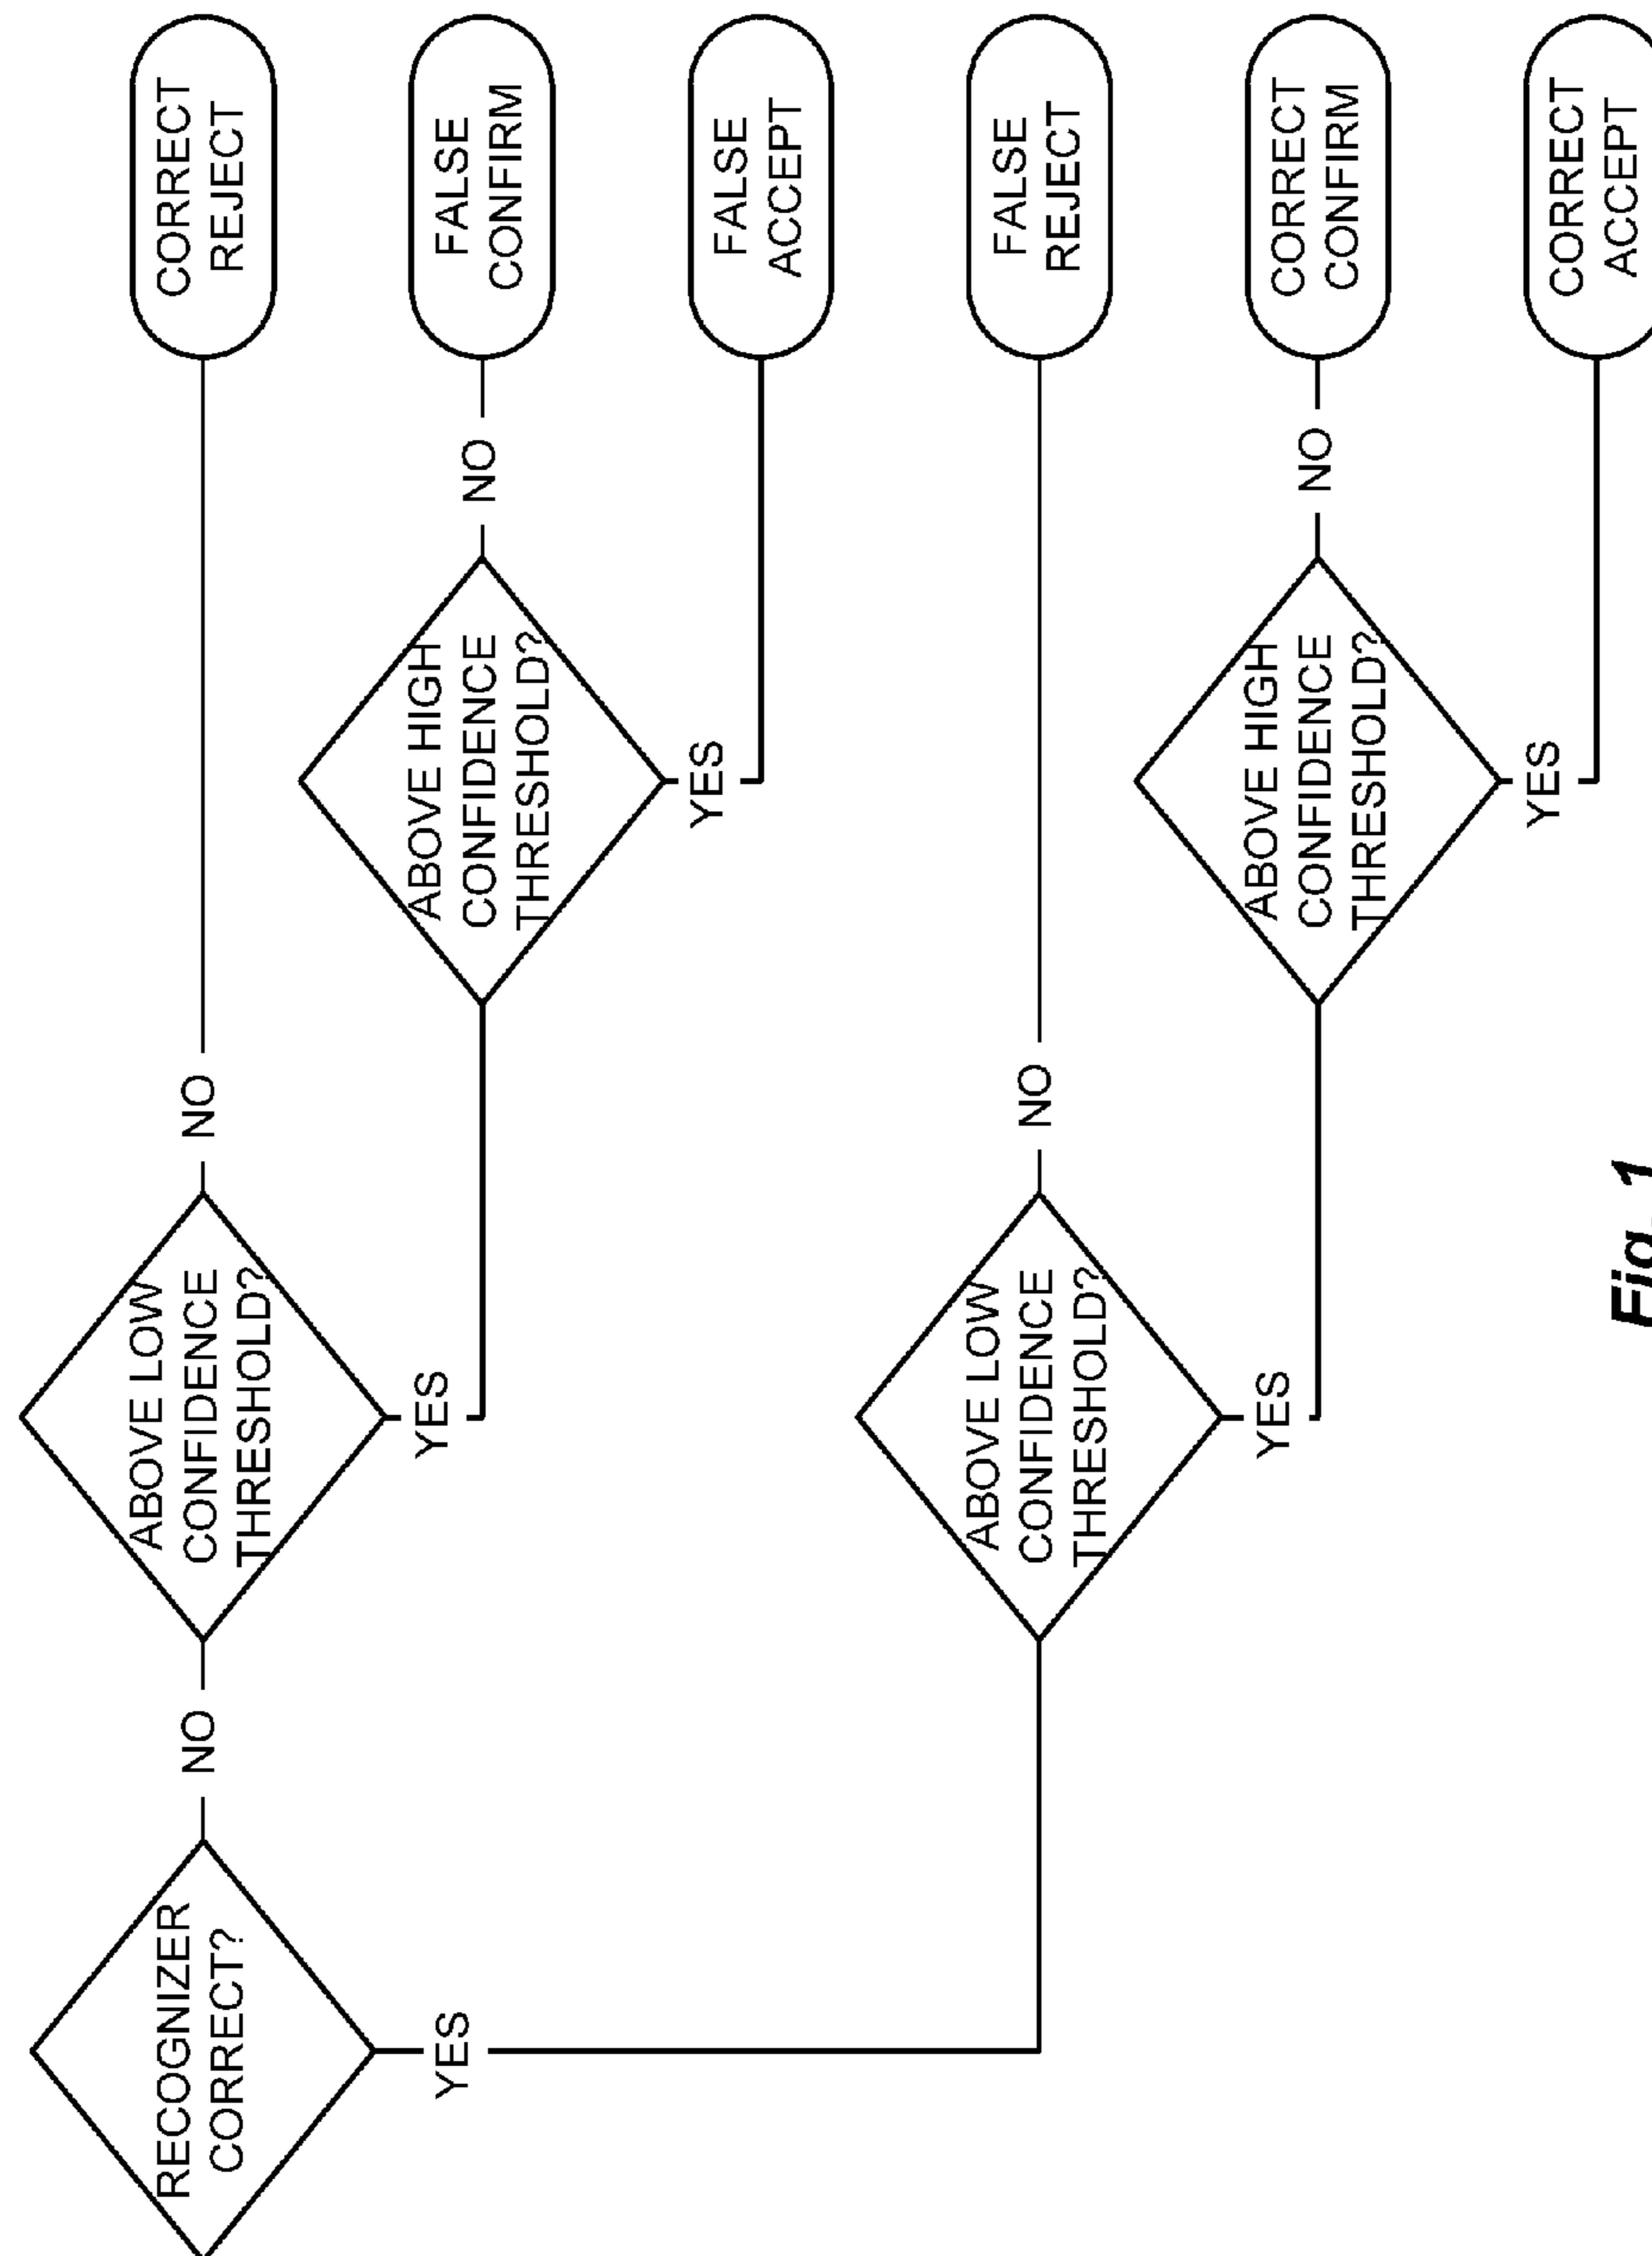 RECOGNIZER
CORRECT?
NO
ABOVE LOW
CONFIDENCE
THRESHOLD?
NO
CORRECT
REJECT
YES
ABOVE HIGH
CONFIDENCE
THRESHOLD?
NO
FALSE
CONFIRM
YES
FALSE
ACCEPT
YES
ABOVE LOW
CONFIDENCE
THRESHOLD?
NO
FALSE
REJECT
YES
ABOVE HIGH
CONFIDENCE
THRESHOLD?
NO
CORRECT
CONFIRM
YES
CORRECT
ACCEPT
Fig. 1